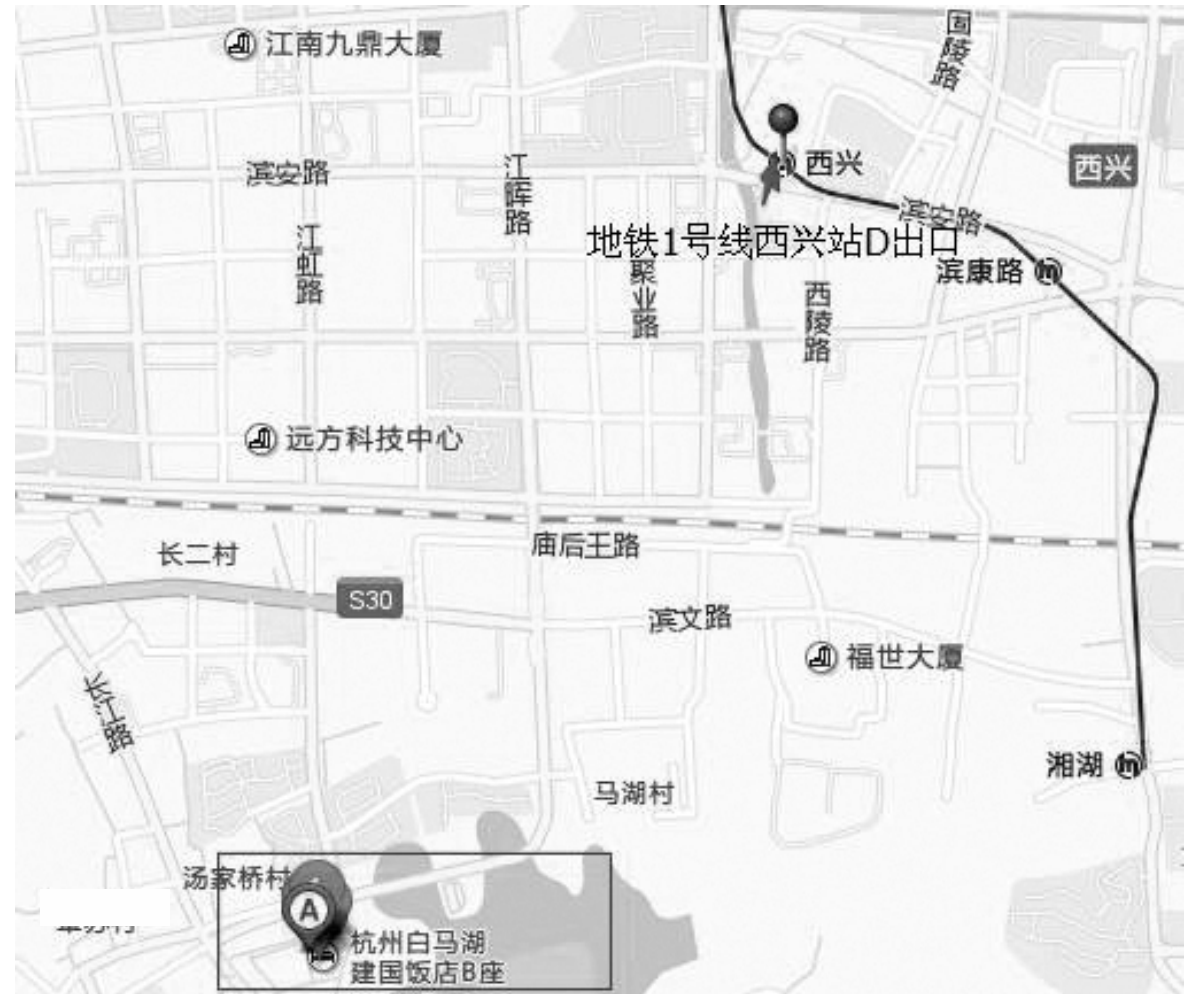 固陵路
江南九鼎大厦
西兴
西兴
滨安路
江晖路
滨安路
地铁1号线西兴站D出口
江虹路
滨康路
聚业路
西陵路
远方科技中心
庙后王路
长二村
S30
滨文路
福世大厦
长江路
湘湖
马湖村
汤家桥村
A
杭州白马湖
建国饭店B座